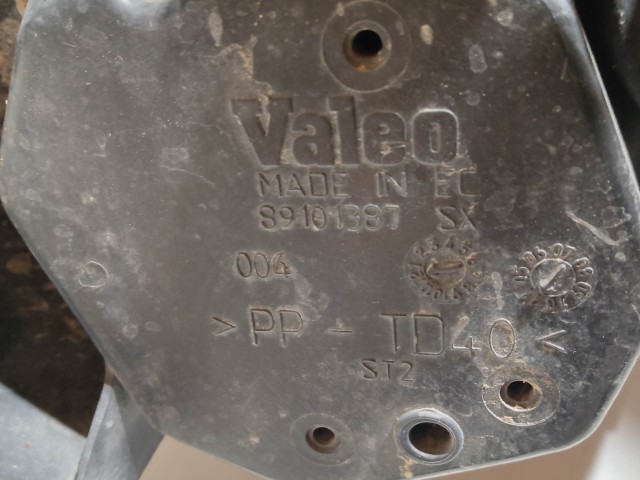 Valeo
MADE IN EC
89101387 SX
004
>PP - TD40<
ST2